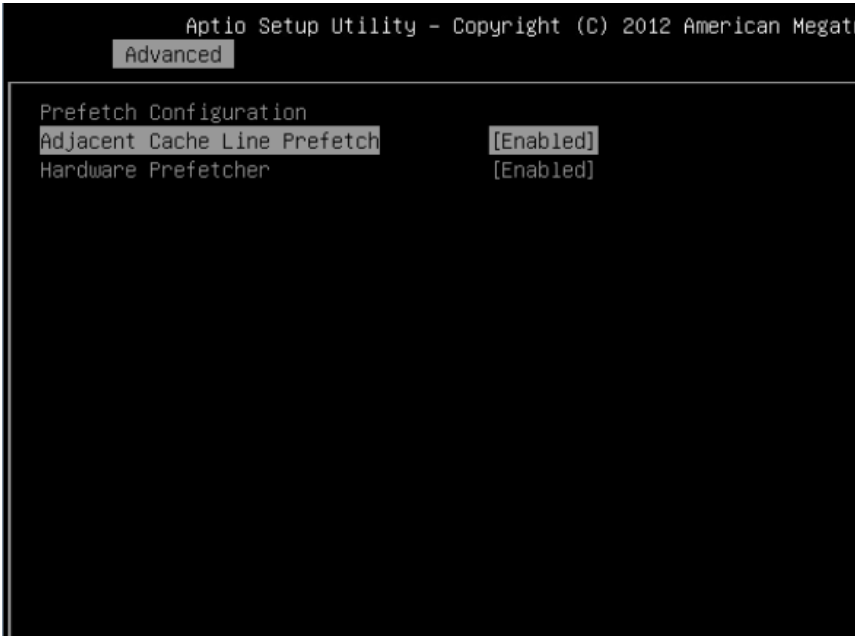 Aptio Setup Utility – Copyright (C) 2012 American
Advanced
Prefetch Configuration
Adjacent Cache Line Prefetch [Enabled]
Hardware Prefetcher [Enabled]